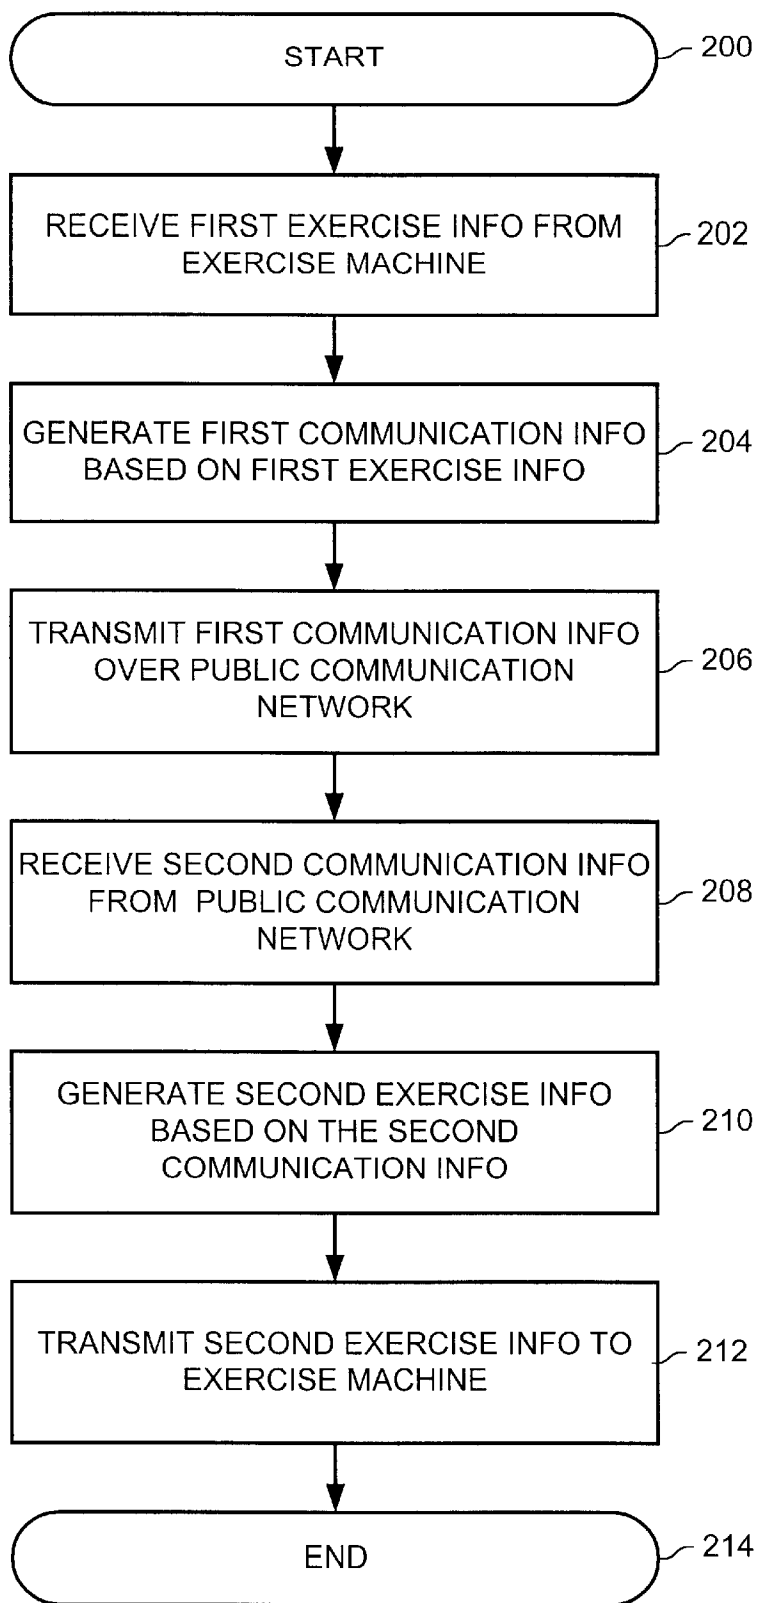 START
200
RECEIVE FIRST EXERCISE INFO FROM
EXERCISE MACHINE
202
GENERATE FIRST COMMUNICATION INFO
BASED ON FIRST EXERCISE INFO
204
TRANSMIT FIRST COMMUNICATION INFO
OVER PUBLIC COMMUNICATION
NETWORK
206
RECEIVE SECOND COMMUNICATION INFO
FROM PUBLIC COMMUNICATION
NETWORK
208
GENERATE SECOND EXERCISE INFO
BASED ON THE SECOND
COMMUNICATION INFO
210
TRANSMIT SECOND EXERCISE INFO TO
EXERCISE MACHINE
212
END
214